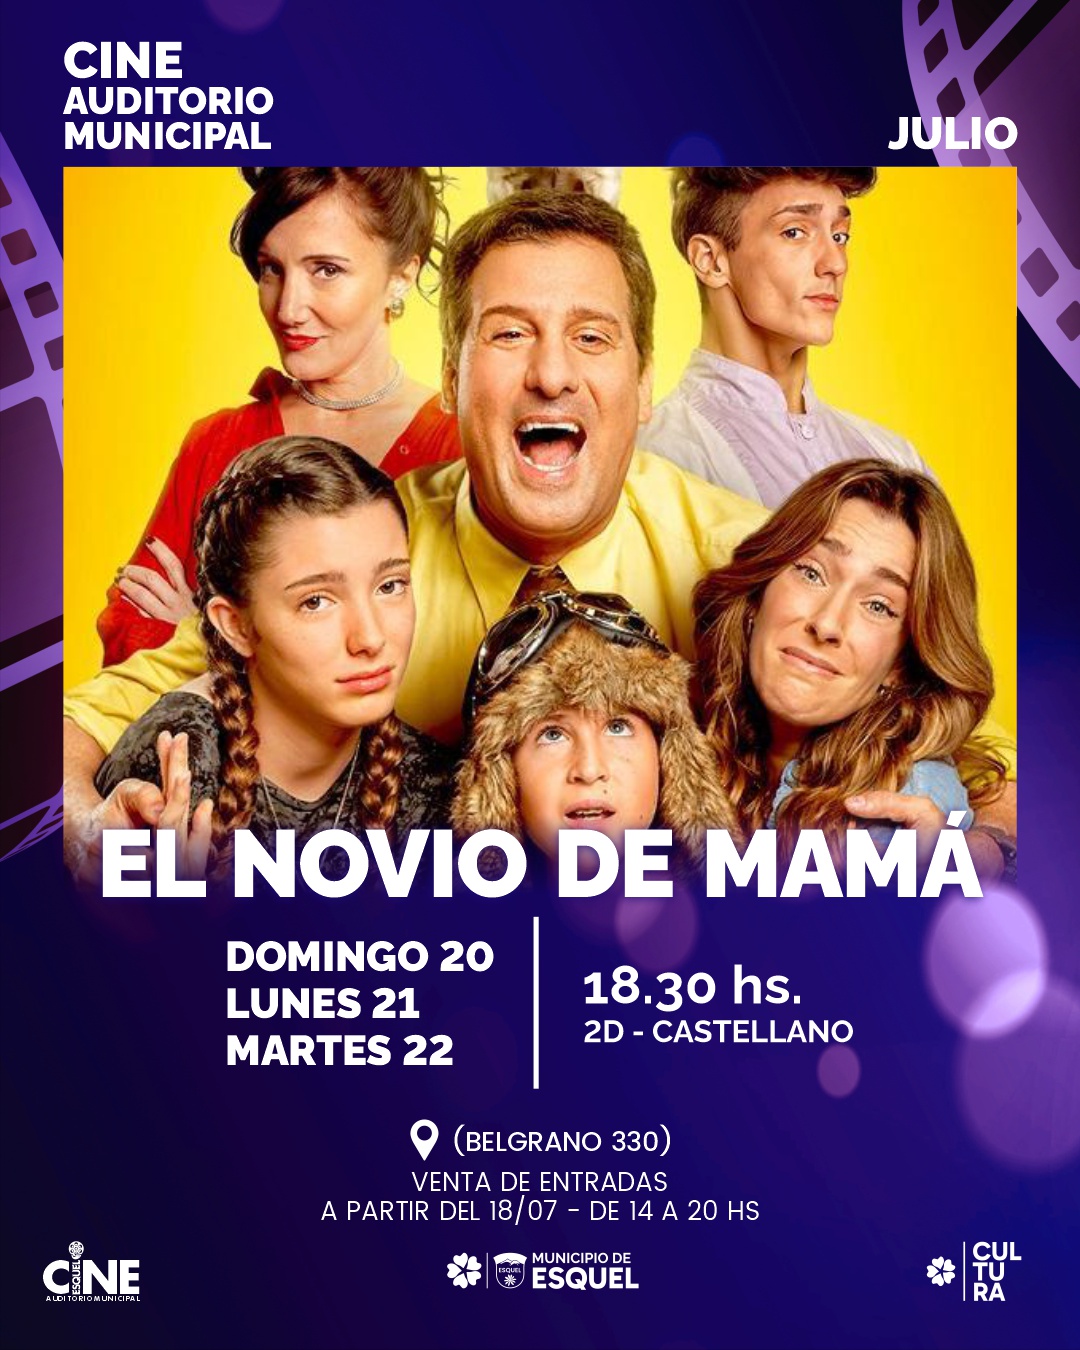 CINE
AUDITORIO
MUNICIPAL
JULIO
EL NOVIO DE MAMÁ
DOMINGO 20
LUNES 21
MARTES 22
18.30 hs.
2D - CASTELLANO
(BELGRANO 330)
VENTA DE ENTRADAS
A PARTIR DEL 18/07 - DE 14 A 20 HS
CINE
ESQUEL
AUDITORIO MUNICIPAL
ESQUEL
MUNICIPIO DE
ESQUEL
CUL
TU
RA